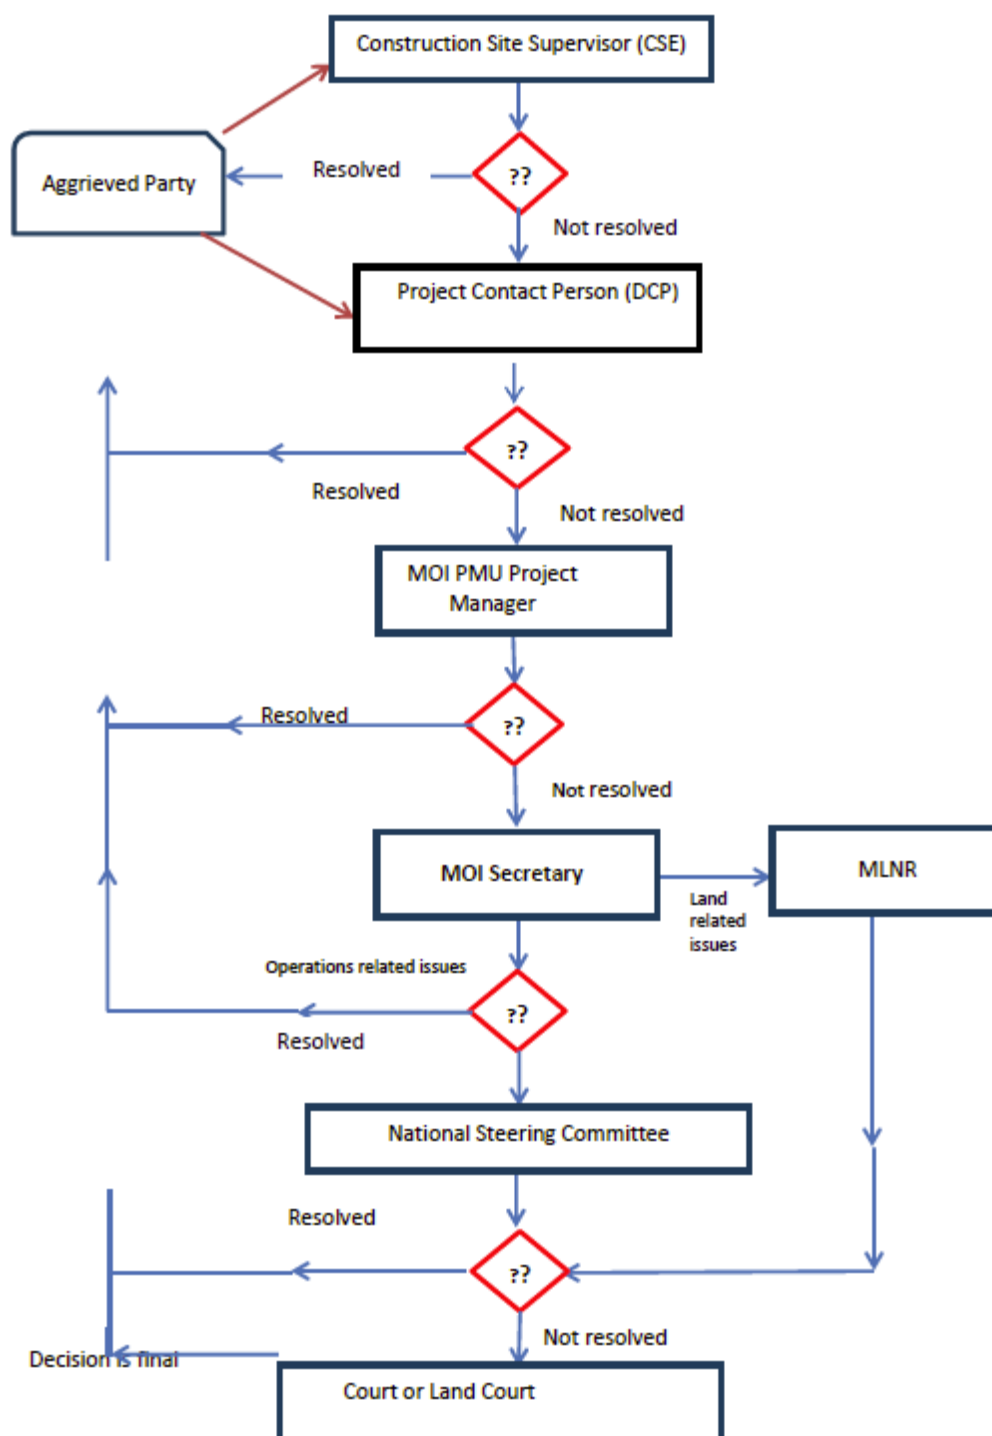 Construction Site Supervisor (CSE)
Aggrieved Party
Resolved
??
Not resolved
Project Contact Person (DCP)
??
Resolved
Not resolved
MOI PMU Project
Manager
Resolved
??
Not resolved
MOI Secretary
MLNR
Land
related
issues
Operations related issues
??
Resolved
National Steering Committee
Resolved
??
Not resolved
Decision is final
Court or Land Court